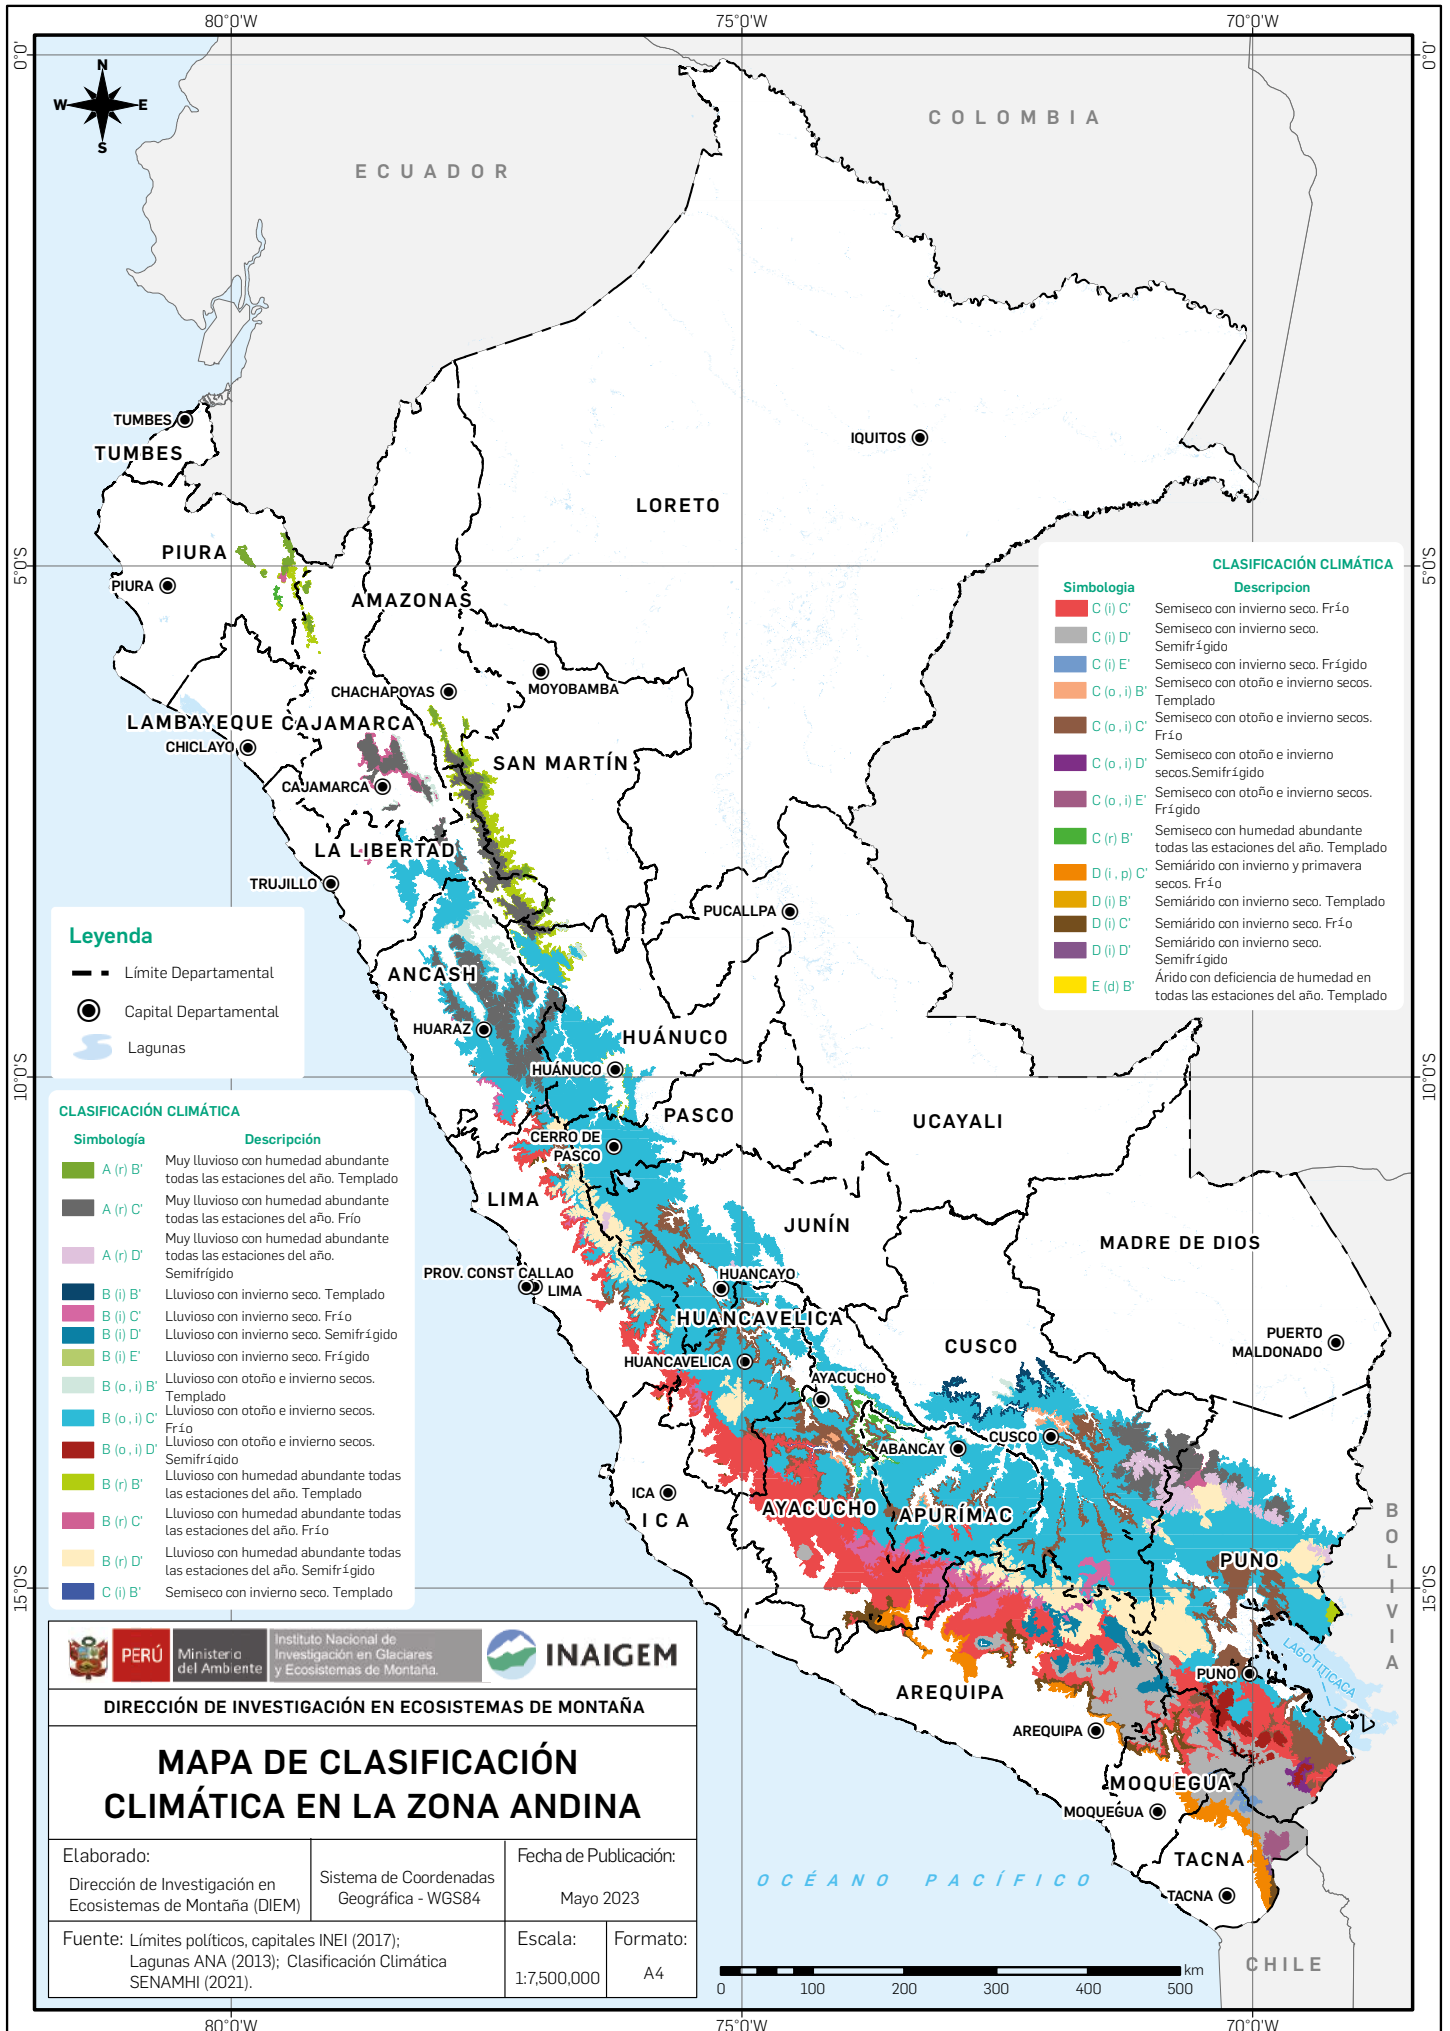 80°0'W
75°0'W
70°0'W
0°0'
0°0'
N
W
E
S
COLOMBIA
ECUADOR
TUMBES
TUMBES
IQUITOS
LORETO
PIURA
PIURA
5°0'S
5°0'S
AMAZONAS
CHACHAPOYAS
MOYOBAMBA
LAMBAYEQUE
CAJAMARCA
CHICLAYO
SAN MARTÍN
CAJAMARCA
LA LIBERTAD
TRUJILLO
PUCALLPA
ANCASH
HUARAZ
HUÁNUCO
HUÁNUCO
PASCO
UCAYALI
CERRO DE
PASCO
LIMA
JUNÍN
MADRE DE DIOS
PROV. CONST CALLAO
LIMA
HUANCAYO
HUANCAVELICA
HUANCAVELICA
CUSCO
PUERTO
MALDONADO
AYACUCHO
ABANCAY
CUSCO
ICA
ICA
AYACUCHO
APURÍMAC
PUNO
BOLIVIA
LAGO TITICACA
PUNO
AREQUIPA
AREQUIPA
MOQUEGUA
MOQUEGUA
TACNA
TACNA
OCÉANO PACÍFICO
CHILE
10°0'S
10°0'S
15°0'S
15°0'S
CLASIFICACIÓN CLIMÁTICA
Simbologia Descripcion
C (i) C' Semiseco con invierno seco. Frío
C (i) D' Semiseco con invierno seco.
Semifrígido
C (i) E' Semiseco con invierno seco. Frígido
C (o , i) B' Semiseco con otoño e invierno secos.
Templado
C (o , i) C' Semiseco con otoño e invierno secos.
Frío
C (o , i) D' Semiseco con otoño e invierno
secos.Semifrígido
C (o , i) E' Semiseco con otoño e invierno secos.
Frígido
C (r) B' Semiseco con humedad abundante
todas las estaciones del año. Templado
D (i , p) C' Semiárido con invierno y primavera
secos. Frío
D (i) B' Semiárido con invierno seco. Templado
D (i) C' Semiárido con invierno seco. Frío
D (i) D' Semiárido con invierno seco.
Semifrígido
E (d) B' Árido con deficiencia de humedad en
todas las estaciones del año. Templado
Leyenda
Límite Departamental
Capital Departamental
Lagunas
CLASIFICACIÓN CLIMÁTICA
Simbología Descripción
A (r) B' Muy lluvioso con humedad abundante
todas las estaciones del año. Templado
A (r) C' Muy lluvioso con humedad abundante
todas las estaciones del año. Frío
A (r) D' Muy lluvioso con humedad abundante
todas las estaciones del año.
Semifrígido
B (i) B' Lluvioso con invierno seco. Templado
B (i) C' Lluvioso con invierno seco. Frío
B (i) D' Lluvioso con invierno seco. Semifrígido
B (i) E' Lluvioso con invierno seco. Frígido
B (o , i) B' Lluvioso con otoño e invierno secos.
Templado
B (o , i) C' Lluvioso con otoño e invierno secos.
Frío
B (o , i) D' Lluvioso con otoño e invierno secos.
Semifrígido
B (r) B' Lluvioso con humedad abundante todas
las estaciones del año. Templado
B (r) C' Lluvioso con humedad abundante todas
las estaciones del año. Frío
B (r) D' Lluvioso con humedad abundante todas
las estaciones del año. Semifrígido
C (i) B' Semiseco con invierno seco. Templado
PERÚ
Ministerio
del Ambiente
Instituto Nacional de
Investigación en Glaciares
y Ecosistemas de Montaña.
INAIGEM
DIRECCIÓN DE INVESTIGACIÓN EN ECOSISTEMAS DE MONTAÑA
MAPA DE CLASIFICACIÓN
CLIMÁTICA EN LA ZONA ANDINA
Elaborado:
Dirección de Investigación en
Ecosistemas de Montaña (DIEM)
Sistema de Coordenadas
Geográfica - WGS84
Fecha de Publicación:
Mayo 2023
Fuente: Límites políticos, capitales INEI (2017);
Lagunas ANA (2013); Clasificación Climática
SENAMHI (2021).
Escala:
1:7,500,000
Formato:
A4
km
0 100 200 300 400 500
80°0'W
75°0'W
70°0'W